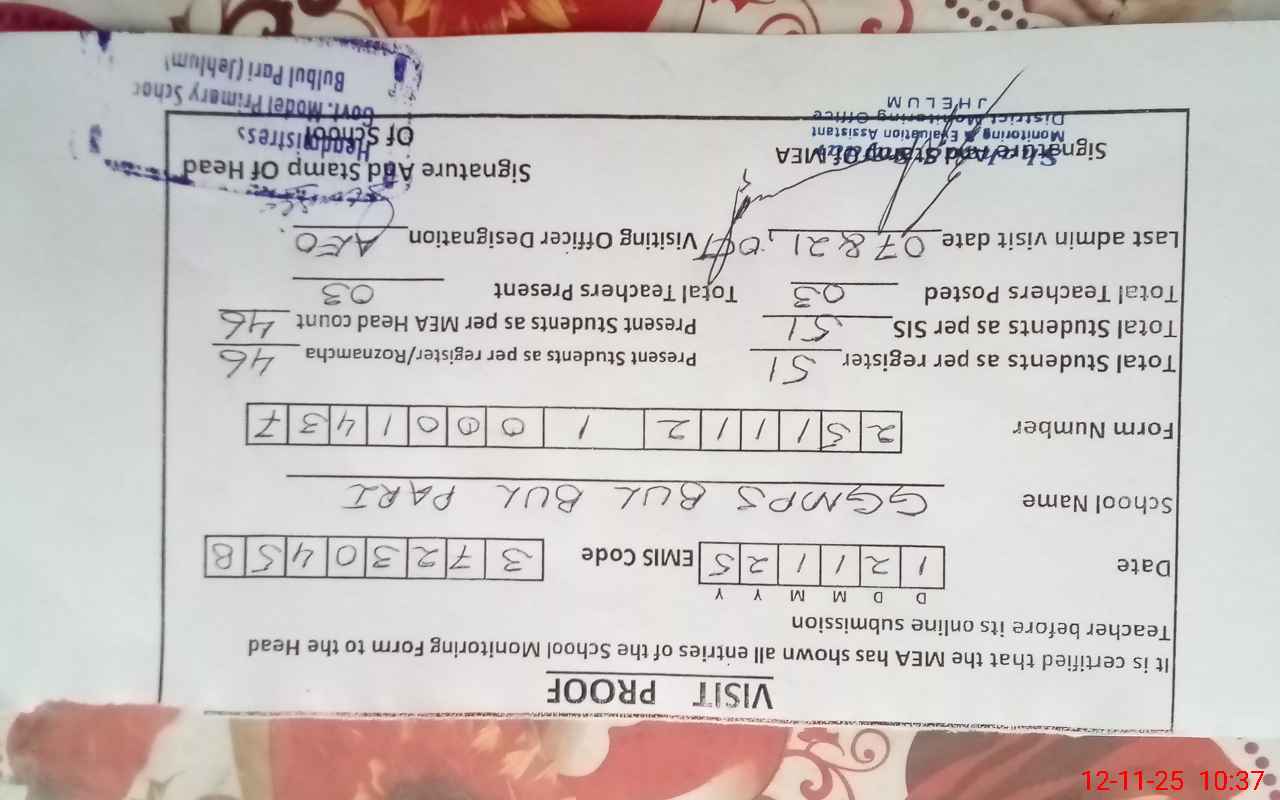 VISIT PROOF
It is certified that the MEA has shown all entries of the School Monitoring Form to the Head
Teacher before its online submission
D D M M Y Y
Date 1 2 1 1 2 5 EMIS Code 3 7 2 3 0 4 5 8
School Name GGMPS BUL BUL PARI
Form Number 2 5 1 1 1 2 1 0 0 0 1 4 3 7
Total Students as per register 51 Present Students as per register/Roznamcha 46
Total Students as per SIS 51 Present Students as per MEA Head count 46
Total Teachers Posted 03 Total Teachers Present 03
Last admin visit date 07 & 21, Visiting Officer Designation AEO
Signature And Stamp Of MEA
Signature And Stamp Of Head
Of School
Monitoring & Evaluation Assistant
District Monitoring Office
JHELUM
Headmistress
Govt. Model Primary Schoo
Bulbul Pari (Jehlum)
12-11-25 10:37